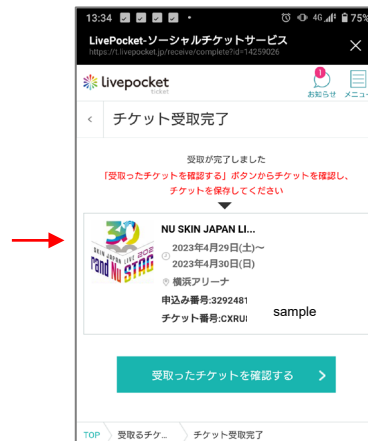 13:34
4G 75%
LivePocket-ソーシャルチケットサービス
https://t.livepocket.jp/receive/complete?id=14259026
livepocket
ticket
お知らせ メニュー
チケット受取完了
受取が完了しました
「受取ったチケットを確認する」ボタンからチケットを確認し、
チケットを保存してください
30
NU SKIN JAPAN LI...
2023年4月29日(土)〜
2023年4月30日(日)
横浜アリーナ
申込み番号:3292481
チケット番号:CXRUI
sample
受取ったチケットを確認する
TOP 受取るチケ... チケット受取完了